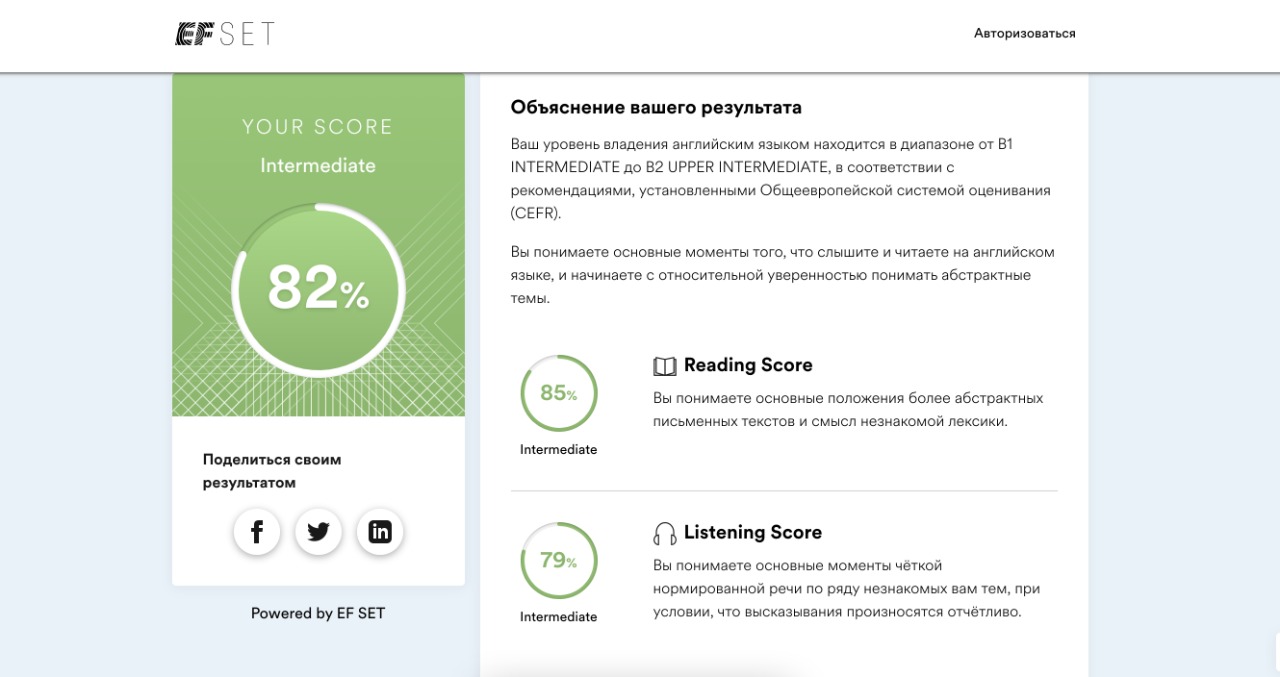 EF SET
Авторизоваться
YOUR SCORE
Intermediate
82%
Поделиться своим
результатом
Powered by EF SET
Объяснение вашего результата
Ваш уровень владения английским языком находится в диапазоне от B1
INTERMEDIATE до B2 UPPER INTERMEDIATE, в соответствии с
рекомендациями, установленными Общеевропейской системой оценивания
(CEFR).
Вы понимаете основные моменты того, что слышите и читаете на английском
языке, и начинаете с относительной уверенностью понимать абстрактные
темы.
85%
Intermediate
Reading Score
Вы понимаете основные положения более абстрактных
письменных текстов и смысл незнакомой лексики.
79%
Intermediate
Listening Score
Вы понимаете основные моменты чёткой
нормированной речи по ряду незнакомых вам тем, при
условии, что высказывания произносятся отчётливо.